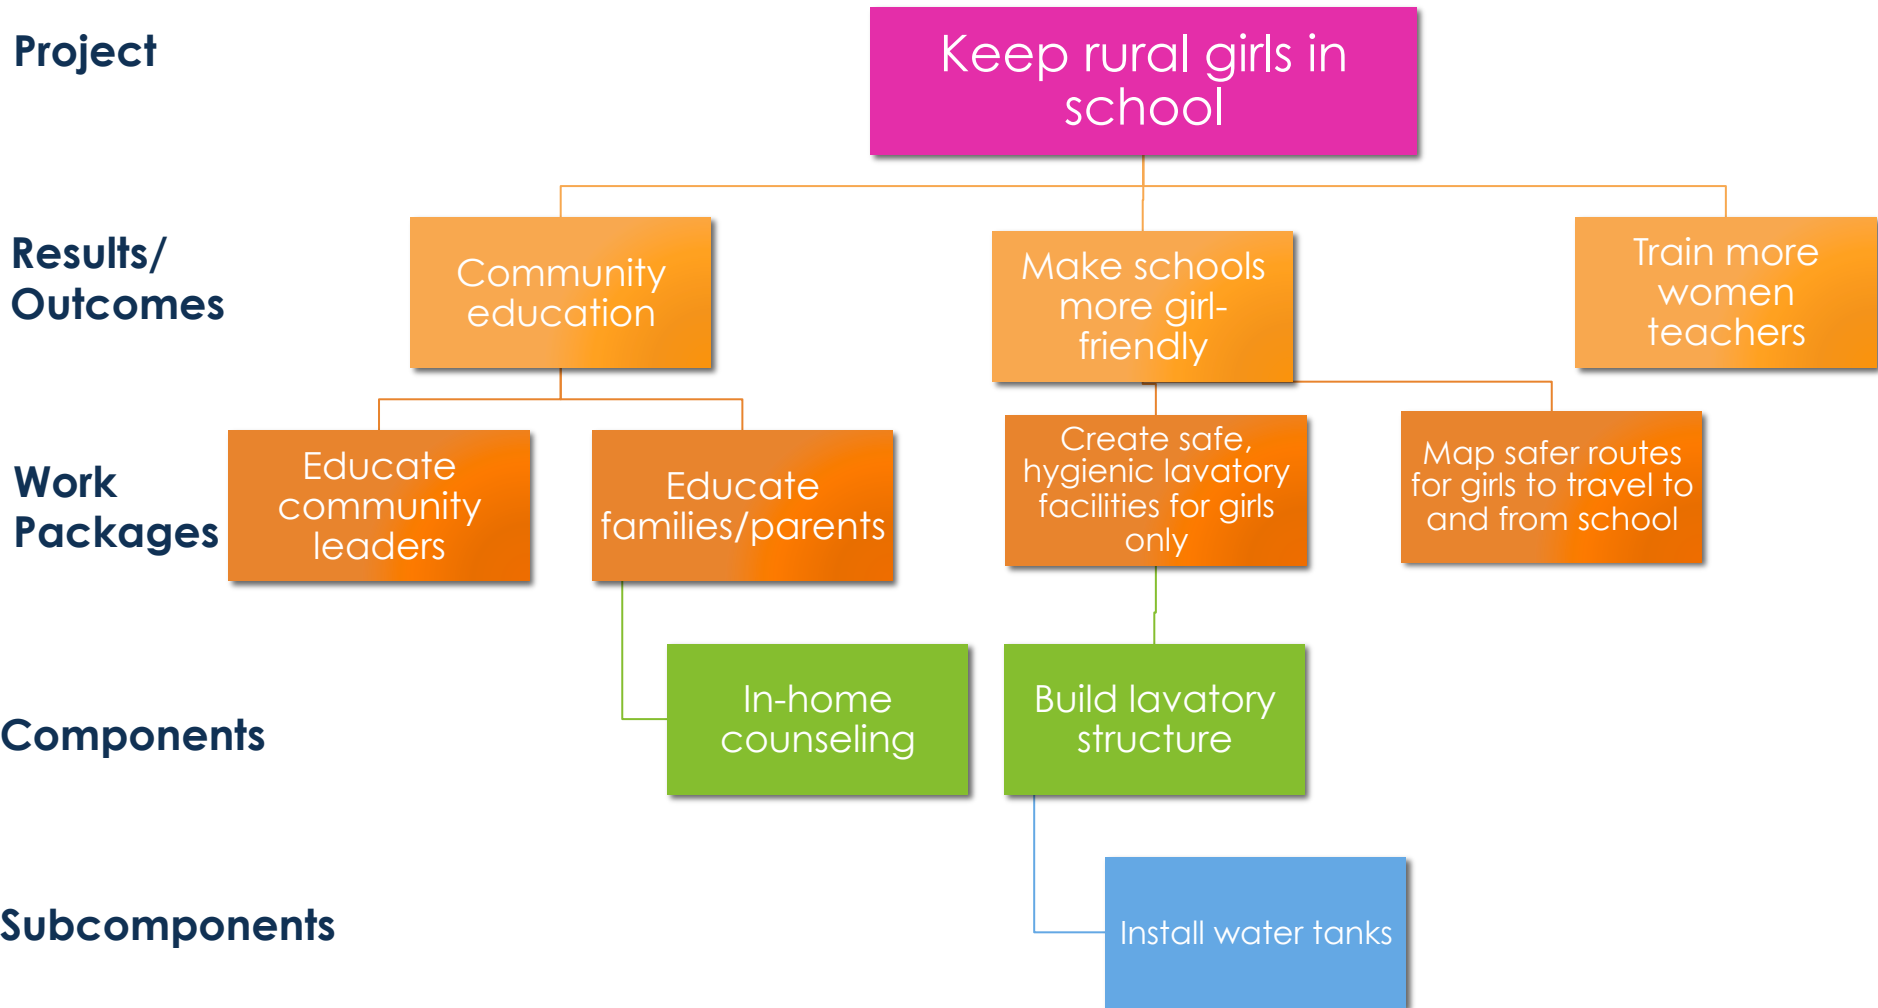 Project
Keep rural girls in
school
Results/
Outcomes
Community
education
Make schools
more girl-
friendly
Train more
women
teachers
Work
Packages
Educate
community
leaders
Educate
families/parents
Create safe,
hygienic lavatory
facilities for girls
only
Map safer routes
for girls to travel to
and from school
Components
In-home
counseling
Build lavatory
structure
Subcomponents
Install water tanks